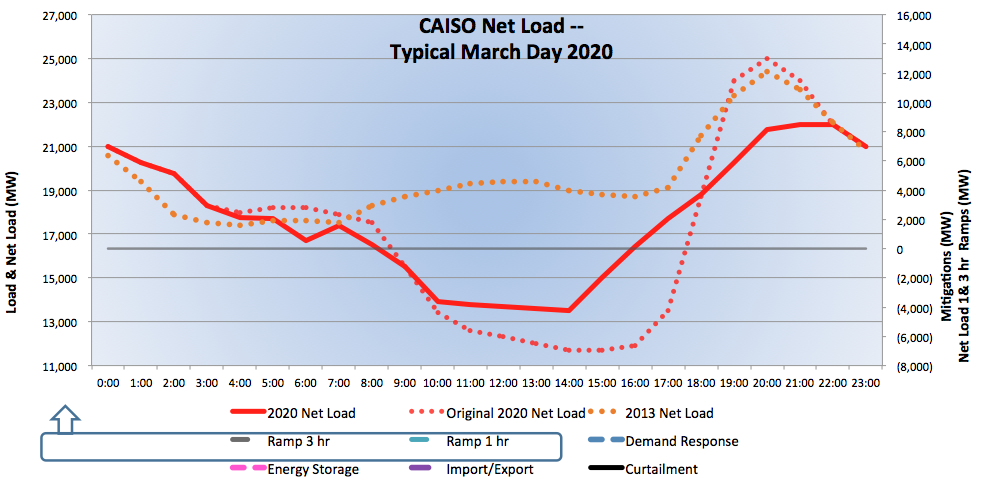 CAISO Net Load --
Typical March Day 2020
27,000
25,000
23,000
21,000
19,000
17,000
15,000
13,000
11,000
Load & Net Load (MW)
16,000
14,000
12,000
10,000
8,000
6,000
4,000
2,000
0
(2,000)
(4,000)
(6,000)
(8,000)
Mitigations (MW)
Net Load 1& 3 hr Ramps (MW)
0:00 1:00 2:00 3:00 4:00 5:00 6:00 7:00 8:00 9:00 10:00 11:00 12:00 13:00 14:00 15:00 16:00 17:00 18:00 19:00 20:00 21:00 22:00 23:00
2020 Net Load Original 2020 Net Load 2013 Net Load
Ramp 3 hr Ramp 1 hr Demand Response
Energy Storage Import/Export Curtailment